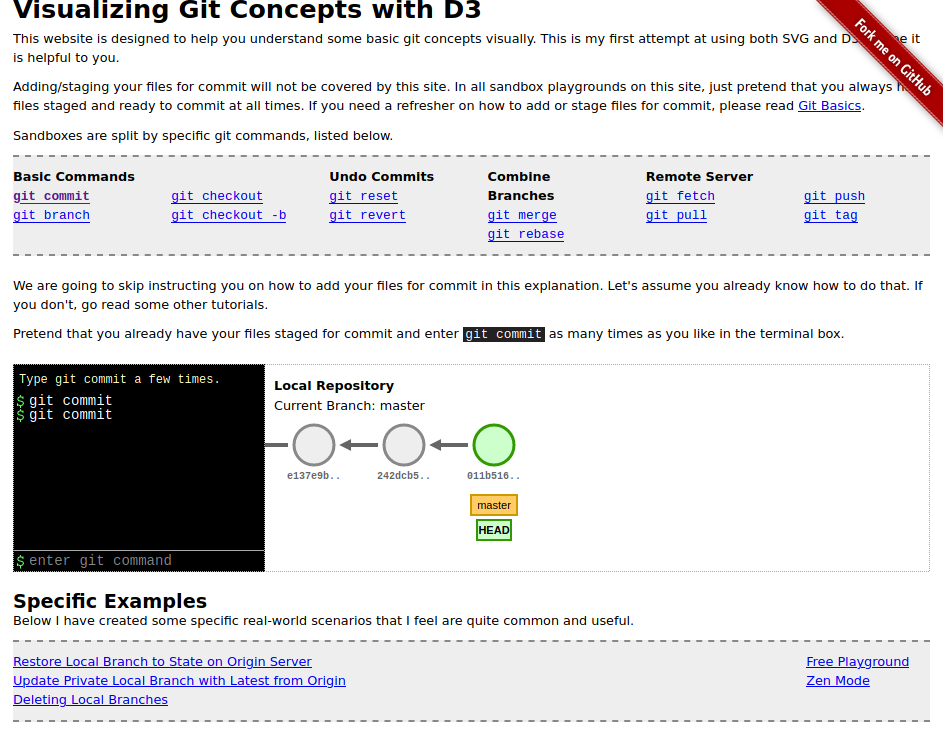 Visualizing Git Concepts with D3
This website is designed to help you understand some basic git concepts visually. This is my first attempt at using both SVG and D3. it
is helpful to you.
Adding/staging your files for commit will not be covered by this site. In all sandbox playgrounds on this site, just pretend that you always
files staged and ready to commit at all times. If you need a refresher on how to add or stage files for commit, please read Git Basics.
Sandboxes are split by specific git commands, listed below.
Fork me on GitHub
Basic Commands
git commit
git branch
git checkout
git checkout -b
Undo Commits
git reset
git revert
Combine
Branches
git merge
git rebase
Remote Server
git fetch
git pull
git push
git tag
We are going to skip instructing you on how to add your files for commit in this explanation. Let's assume you already know how to do that. If
you don't, go read some other tutorials.
Pretend that you already have your files staged for commit and enter git commit as many times as you like in the terminal box.
Type git commit a few times.
$ git commit
$ git commit
$ enter git command
Local Repository
Current Branch: master
e137e9b..
242dcb5..
011b516..
master
HEAD
Specific Examples
Below I have created some specific real-world scenarios that I feel are quite common and useful.
Restore Local Branch to State on Origin Server
Update Private Local Branch with Latest from Origin
Deleting Local Branches
Free Playground
Zen Mode